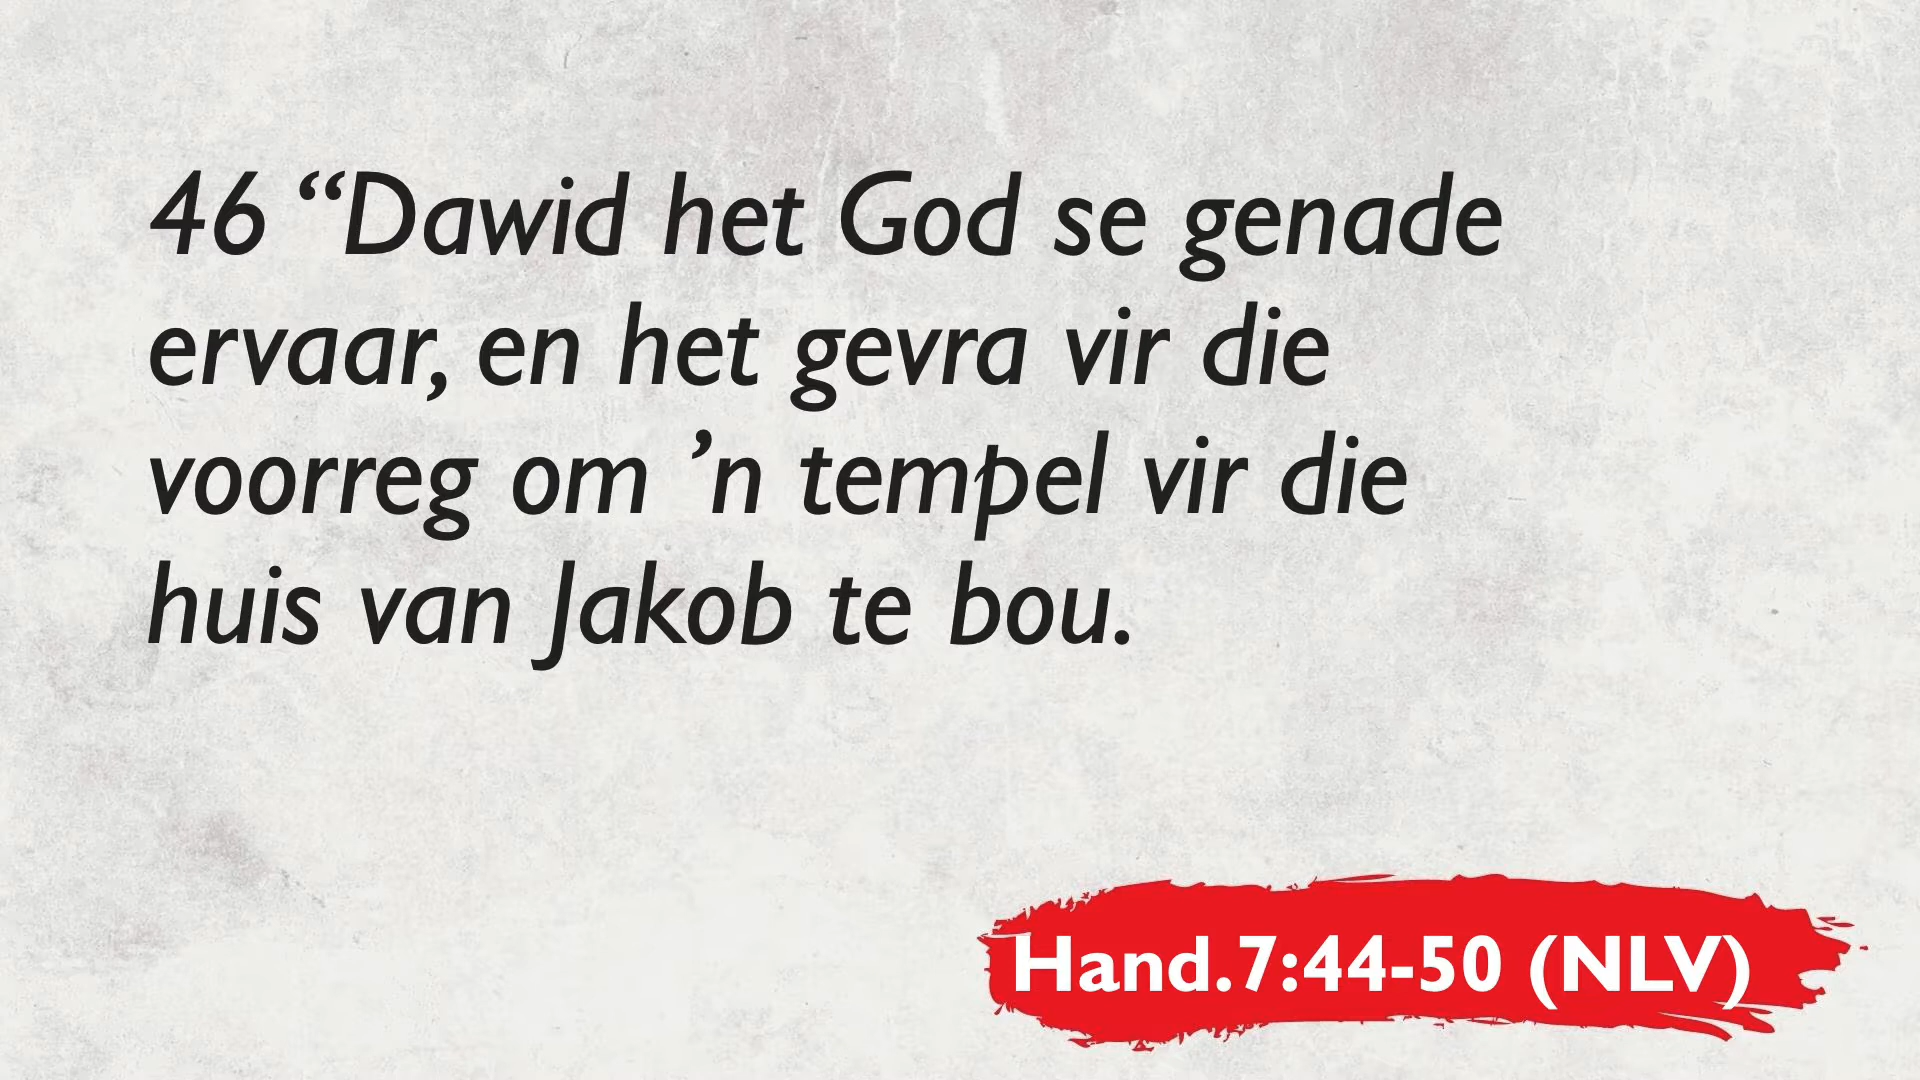 46 “Dawid het God se genade
ervaar, en het gevra vir die
voorreg om ’n tempel vir die
huis van Jakob te bou.
Hand.7:44-50 (NLV)